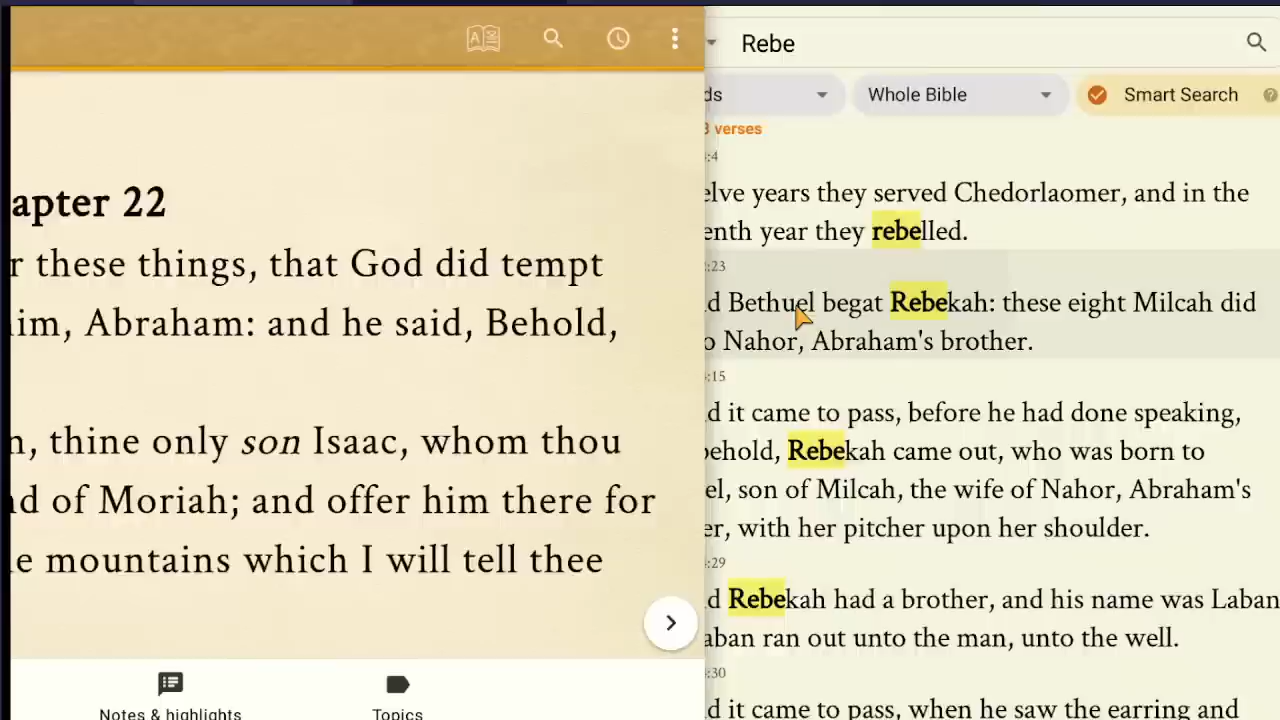 apter 22
r these things, that God did tempt
im, Abraham: and he said, Behold,
n, thine only son Isaac, whom thou
d of Moriah; and offer him there for
e mountains which I will tell thee
Notes & highlights
Topics
Rebe
ds
Whole Bible
Smart Search
3 verses
:4
elve years they served Chedorlaomer, and in the
enth year they rebelled.
:23
d Bethuel begat Rebekah: these eight Milcah did
o Nahor, Abraham's brother.
:15
d it came to pass, before he had done speaking,
behold, Rebekah came out, who was born to
el, son of Milcah, the wife of Nahor, Abraham's
er, with her pitcher upon her shoulder.
:29
d Rebekah had a brother, and his name was Laban
aban ran out unto the man, unto the well.
:30
d it came to pass, when he saw the earring and